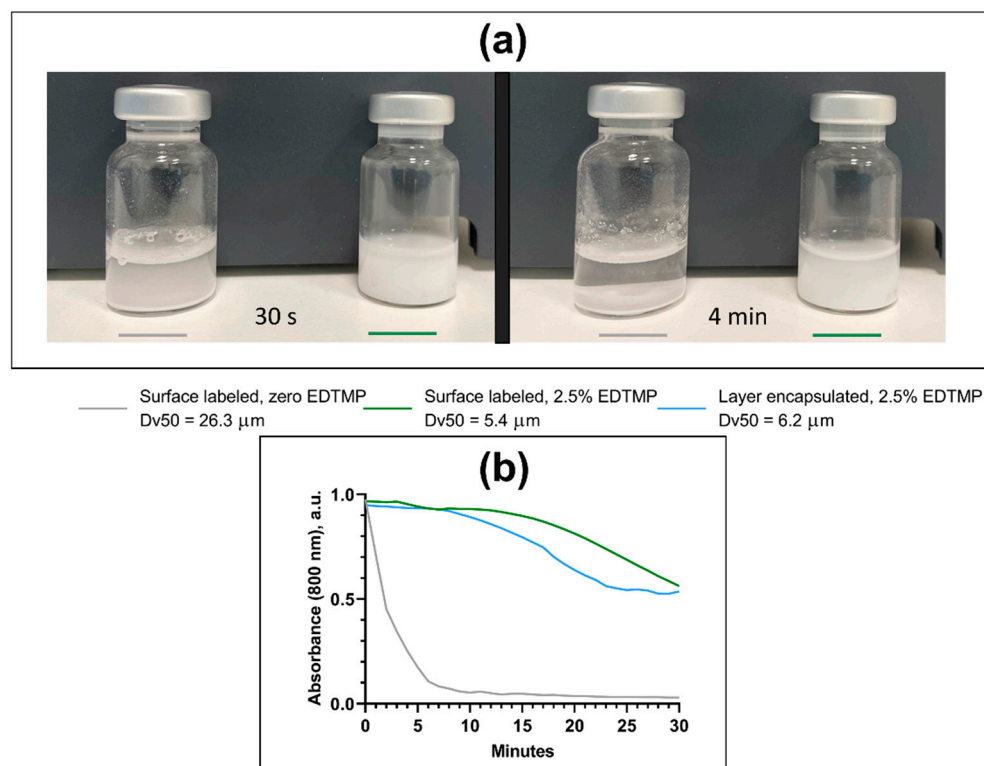 (a)
30 s
4 min
Surface labeled, zero EDTMP
Dv50 = 26.3 μm
Surface labeled, 2.5% EDTMP
Dv50 = 5.4 μm
Layer encapsulated, 2.5% EDTMP
Dv50 = 6.2 μm
(b)
Absorbance (800 nm), a.u.
1.0
0.5
0.0
0
5
10
15
20
25
30
Minutes